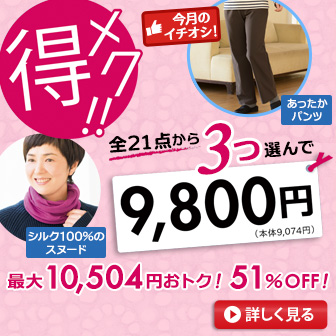 得
メク!!
今月の
イチオシ!
あったか
パンツ
全21点から
3つ選んで
シルク100%の
スヌード
9,800円
(本体9,074円)
最大10,504円おトク! 51%OFF!
詳しく見る